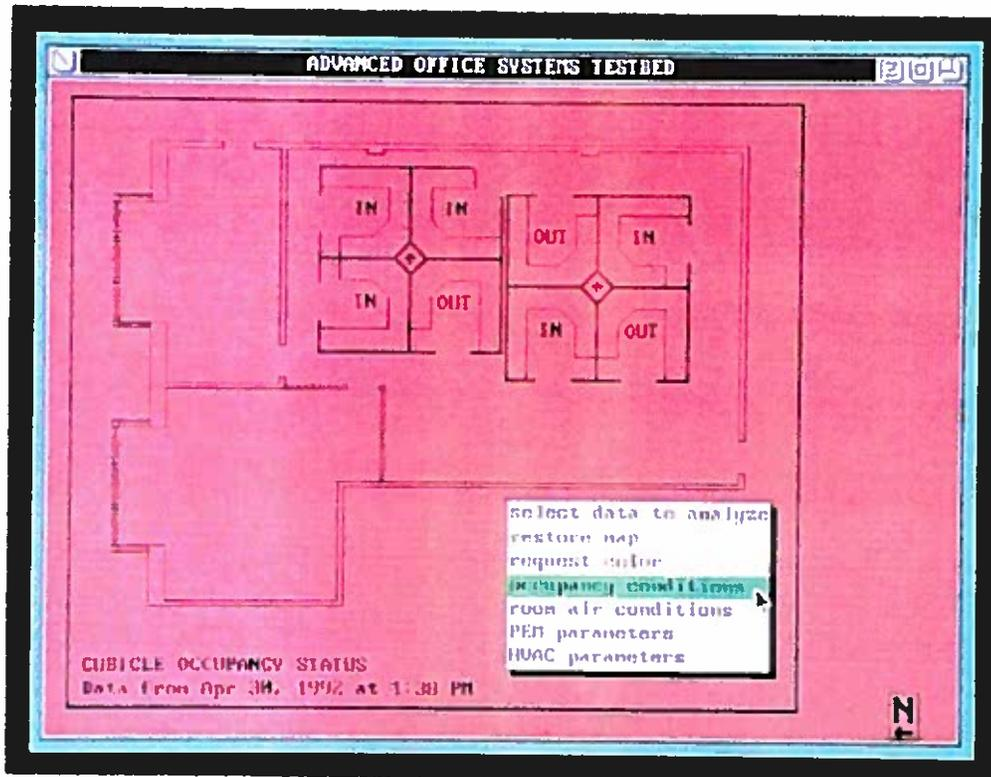 ADVANCED OFFICE SYSTEMS TESTBED
IN IN
OUT IN
IN OUT
IN OUT
select data to analyze
restore map
request color
occupancy conditions
room air conditions
PEM parameters
HVAC parameters
CUBICLE OCCUPANCY STATUS
Data from Apr 30, 1992 at 1:30 PM
N